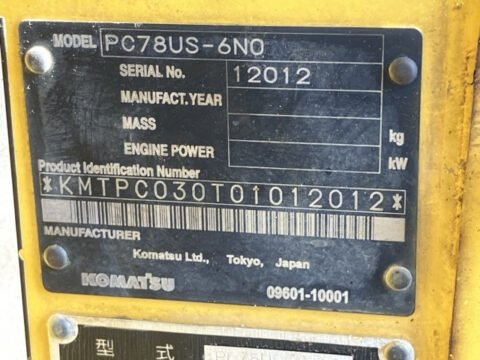 MODEL PC78US-6N0
SERIAL No. 12012
MANUFACT.YEAR
MASS kg
ENGINE POWER kW
Product Identification Number
*KMTPC030T01012012*
MANUFACTURER
Komatsu Ltd., Tokyo, Japan
KOMATSU
09601-10001
型 式